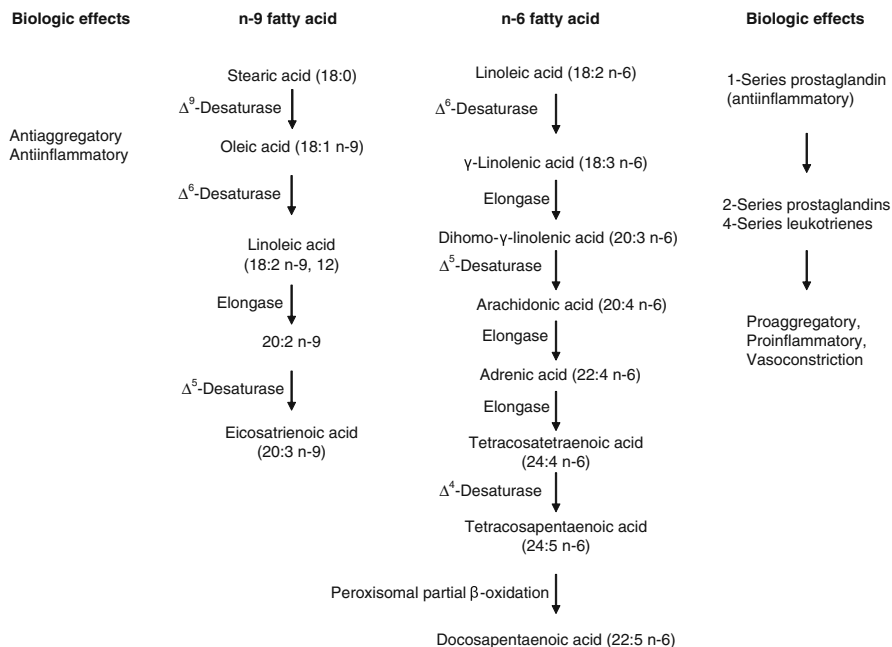 Biologic effects
n-9 fatty acid
n-6 fatty acid
Biologic effects
Antiaggregatory
Antiinflammatory
Stearic acid (18:0)
Δ⁹-Desaturase
Oleic acid (18:1 n-9)
Δ⁶-Desaturase
Linoleic acid
(18:2 n-9, 12)
Elongase
20:2 n-9
Δ⁵-Desaturase
Eicosatrienoic acid
(20:3 n-9)
Linoleic acid (18:2 n-6)
Δ⁶-Desaturase
γ-Linolenic acid (18:3 n-6)
Elongase
Dihomo-γ-linolenic acid (20:3 n-6)
Δ⁵-Desaturase
Arachidonic acid (20:4 n-6)
Elongase
Adrenic acid (22:4 n-6)
Elongase
Tetracosatetraenoic acid
(24:4 n-6)
Δ⁴-Desaturase
Tetracosapentaenoic acid
(24:5 n-6)
Peroxisomal partial β-oxidation
Docosapentaenoic acid (22:5 n-6)
1-Series prostaglandin
(antiinflammatory)
2-Series prostaglandins
4-Series leukotrienes
Proaggregatory,
Proinflammatory,
Vasoconstriction